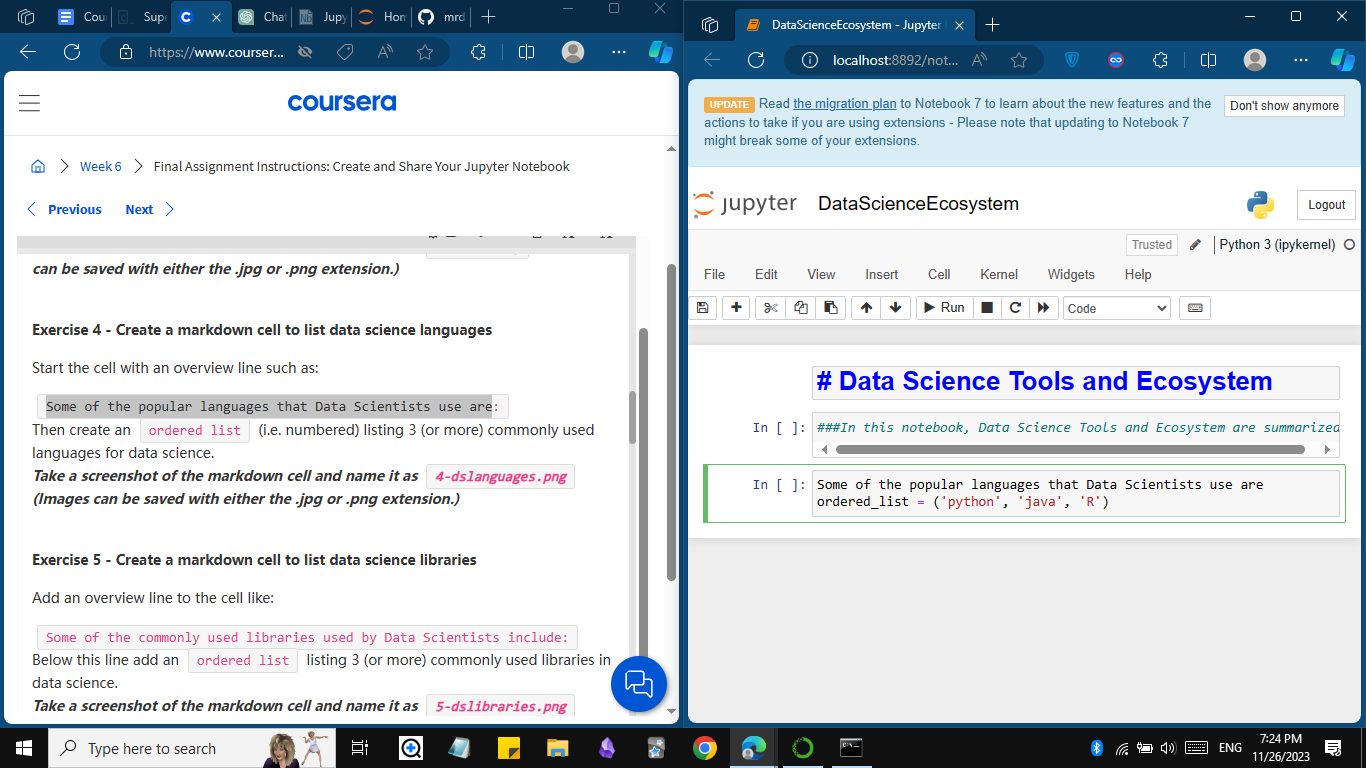 Cou
Supe
Chat
Jupy
Hom
mrd
https://www.courser...
coursera
Week 6
Final Assignment Instructions: Create and Share Your Jupyter Notebook
Previous
Next
can be saved with either the .jpg or .png extension.)
Exercise 4 - Create a markdown cell to list data science languages
Start the cell with an overview line such as:
Some of the popular languages that Data Scientists use are:
Then create an ordered list (i.e. numbered) listing 3 (or more) commonly used
languages for data science.
Take a screenshot of the markdown cell and name it as 4-dslanguages.png
(Images can be saved with either the .jpg or .png extension.)
Exercise 5 - Create a markdown cell to list data science libraries
Add an overview line to the cell like:
Some of the commonly used libraries used by Data Scientists include:
Below this line add an ordered list listing 3 (or more) commonly used libraries in
data science.
Take a screenshot of the markdown cell and name it as 5-dslibraries.png
DataScienceEcosystem - Jupyter
localhost:8892/not...
UPDATE Read the migration plan to Notebook 7 to learn about the new features and the
actions to take if you are using extensions - Please note that updating to Notebook 7
might break some of your extensions.
Don't show anymore
jupyter DataScienceEcosystem
Logout
Trusted
Python 3 (ipykernel)
File Edit View Insert Cell Kernel Widgets Help
Run
Code
# Data Science Tools and Ecosystem
In [ ]: ###In this notebook, Data Science Tools and Ecosystem are summarized
In [ ]: Some of the popular languages that Data Scientists use are
ordered_list = ('python', 'java', 'R')
Type here to search
ENG
7:24 PM
11/26/2023